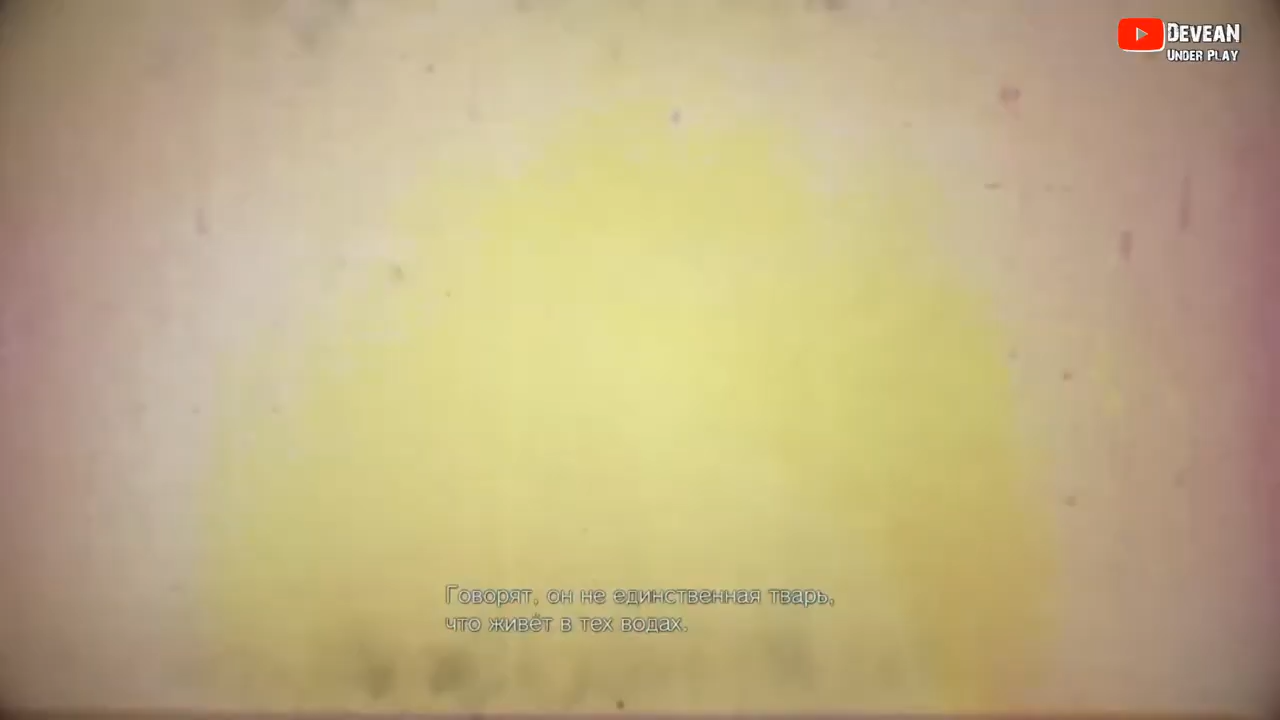 DEVEAN
UNDER PLAY
Говорят, он не единственная тварь,
что живёт в тех водах.